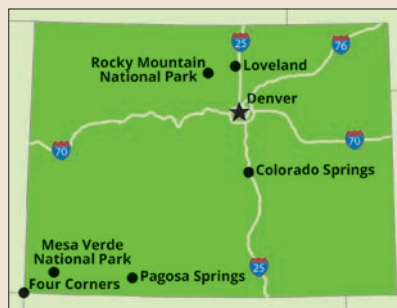 25
76
Rocky Mountain
National Park
Loveland
Denver
70
70
Colorado Springs
Mesa Verde
National Park
Pagosa Springs
Four Corners
25